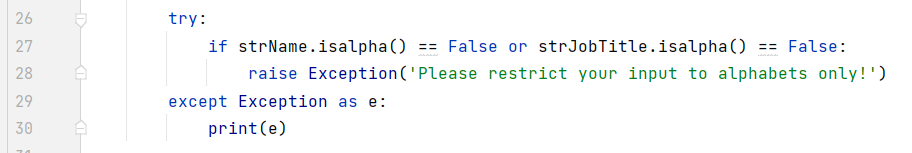 26 try:
27 if strName.isalpha() == False or strJobTitle.isalpha() == False:
28 raise Exception('Please restrict your input to alphabets only!')
29 except Exception as e:
30 print(e)